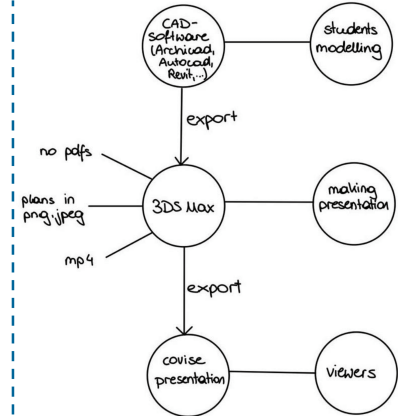 CAD-
software
(Archicad,
Autocad,
Revit,...)
students
modelling
export
no pdfs
plans in
png,jpeg
mp4
3DS Max
making
presentation
export
covise
presentation
viewers